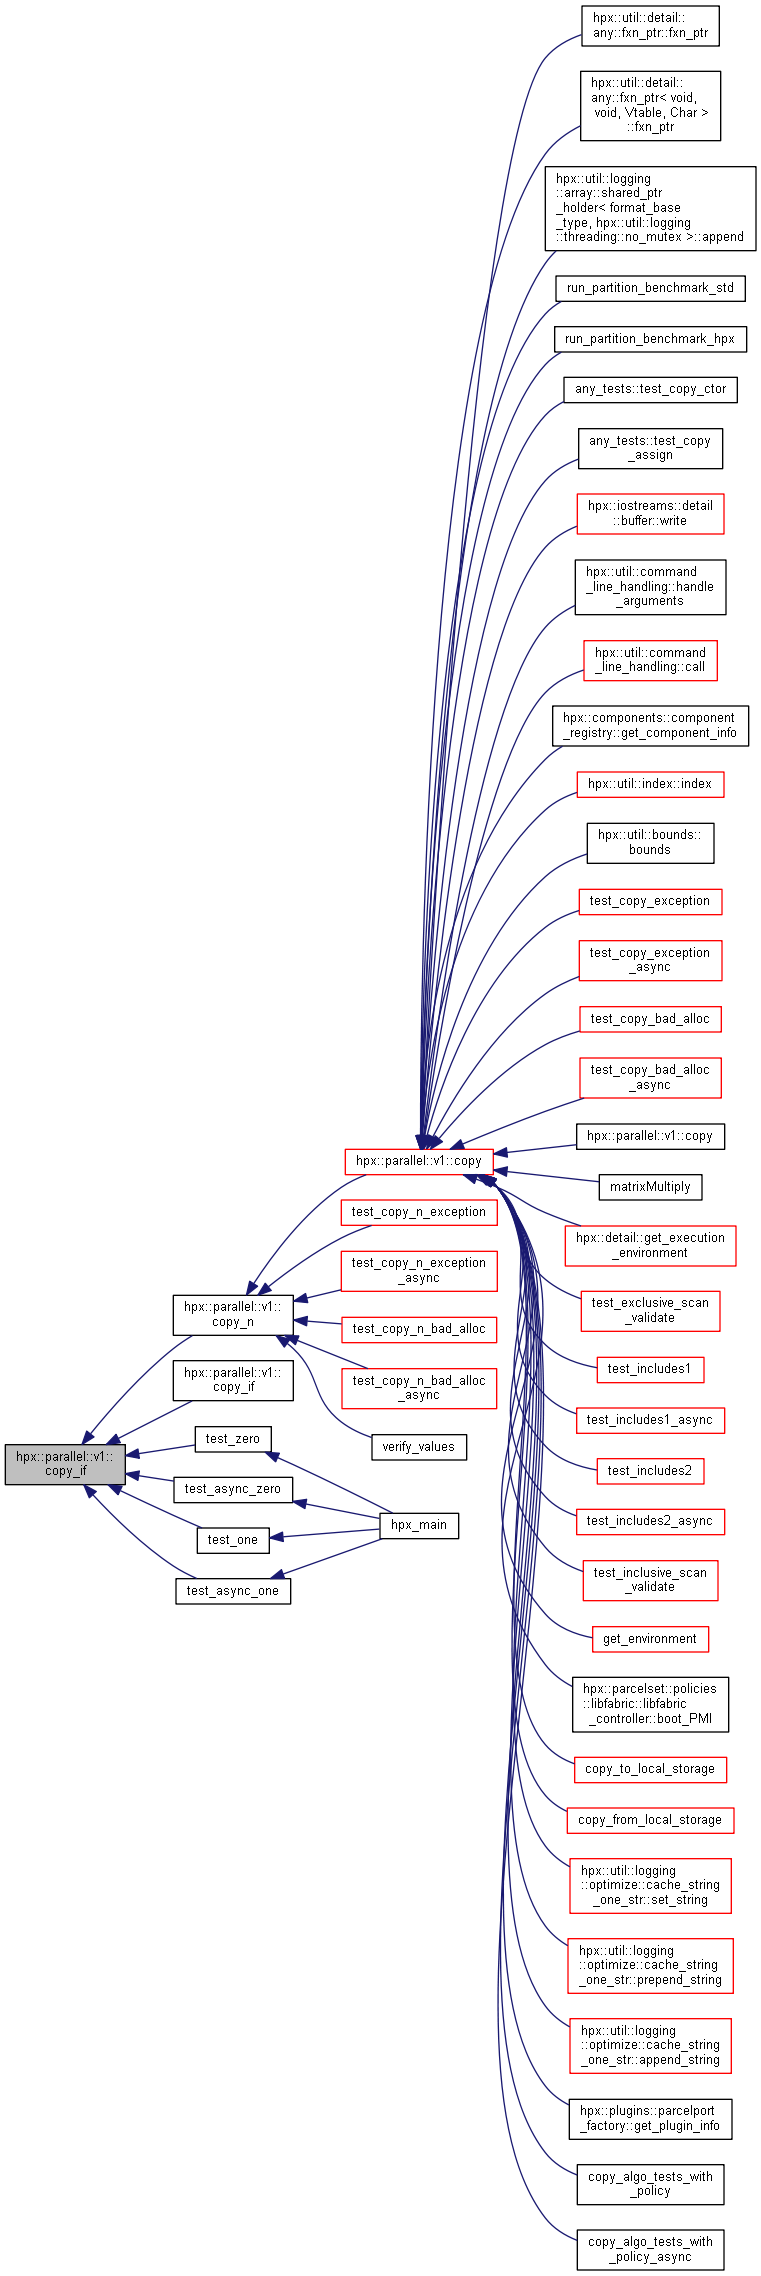 hpx::util::detail::
any::fxn_ptr::fxn_ptr
hpx::util::detail::
any::fxn_ptr< void,
void, Vtable, Char >
::fxn_ptr
hpx::util::logging
::array::shared_ptr
_holder< format_base
_type, hpx::util::logging
::threading::no_mutex >::append
run_partition_benchmark_std
run_partition_benchmark_hpx
any_tests::test_copy_ctor
any_tests::test_copy
_assign
hpx::iostreams::detail
::buffer::write
hpx::util::command
_line_handling::handle
_arguments
hpx::util::command
_line_handling::call
hpx::components::component
_registry::get_component_info
hpx::util::index::index
hpx::util::bounds::
bounds
test_copy_exception
test_copy_exception
_async
test_copy_bad_alloc
test_copy_bad_alloc
_async
hpx::parallel::v1::copy
hpx::parallel::v1::copy
matrixMultiply
test_copy_n_exception
hpx::detail::get_execution
_environment
test_copy_n_exception
_async
hpx::parallel::v1::
copy_n
test_exclusive_scan
_validate
test_copy_n_bad_alloc
test_includes1
hpx::parallel::v1::
copy_if
test_copy_n_bad_alloc
_async
test_includes1_async
test_zero
verify_values
hpx::parallel::v1::
copy_if
test_includes2
test_async_zero
test_includes2_async
hpx_main
test_one
test_async_one
test_inclusive_scan
_validate
get_environment
hpx::parcelset::policies
::libfabric::libfabric
_controller::boot_PMI
copy_to_local_storage
copy_from_local_storage
hpx::util::logging
::optimize::cache_string
_one_str::set_string
hpx::util::logging
::optimize::cache_string
_one_str::prepend_string
hpx::util::logging
::optimize::cache_string
_one_str::append_string
hpx::plugins::parcelport
_factory::get_plugin_info
copy_algo_tests_with
_policy
copy_algo_tests_with
_policy_async